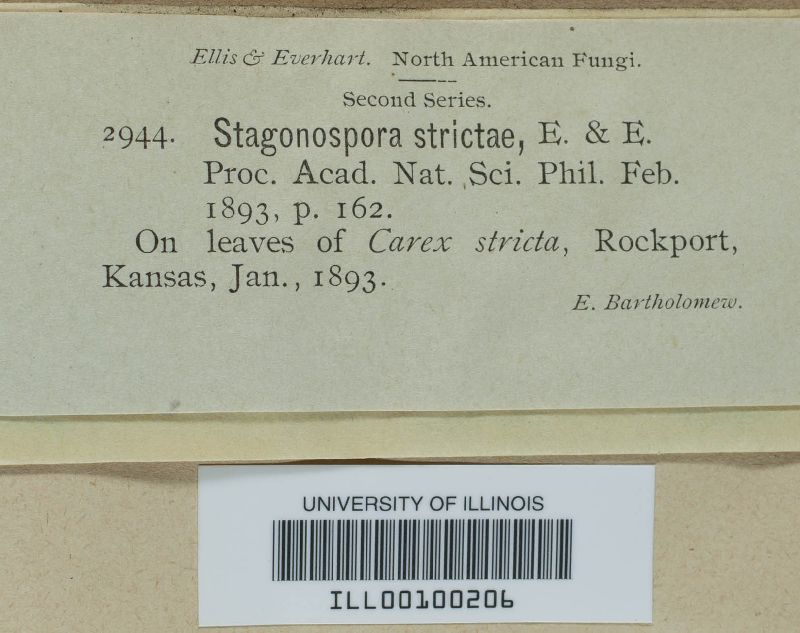 Ellis & Everhart. North American Fungi.
Second Series.
2944. Stagonospora strictae, E. & E.
Proc. Acad. Nat. Sci. Phil. Feb.
1893, p. 162.
On leaves of Carex stricta, Rockport,
Kansas, Jan., 1893.
E. Bartholomew.
UNIVERSITY OF ILLINOIS
ILL00100206